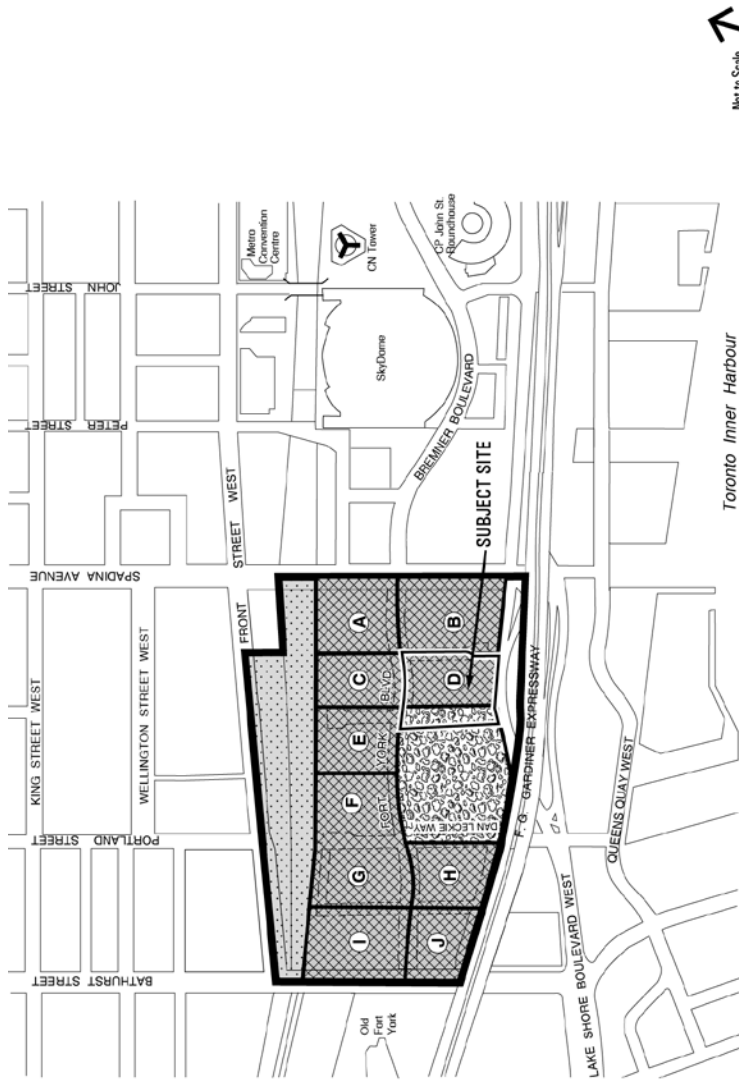 Not to Scale
JOHN STREET
PETER STREET
SPADINA AVENUE
PORTLAND STREET
BATHURST STREET
KING STREET WEST
WELLINGTON STREET WEST
FRONT STREET WEST
Metro
Convention
Centre
CN Tower
CP John St.
Roundhouse
SkyDome
BREMNER BOULEVARD
SUBJECT SITE
A
B
C
D
E
F
G
H
I
J
FORT YORK BLVD
DAN LECKIE WAY
F. G. GARDINER EXPRESSWAY
QUEENS QUAY WEST
LAKE SHORE BOULEVARD WEST
Old
Fort
York
Toronto Inner Harbour